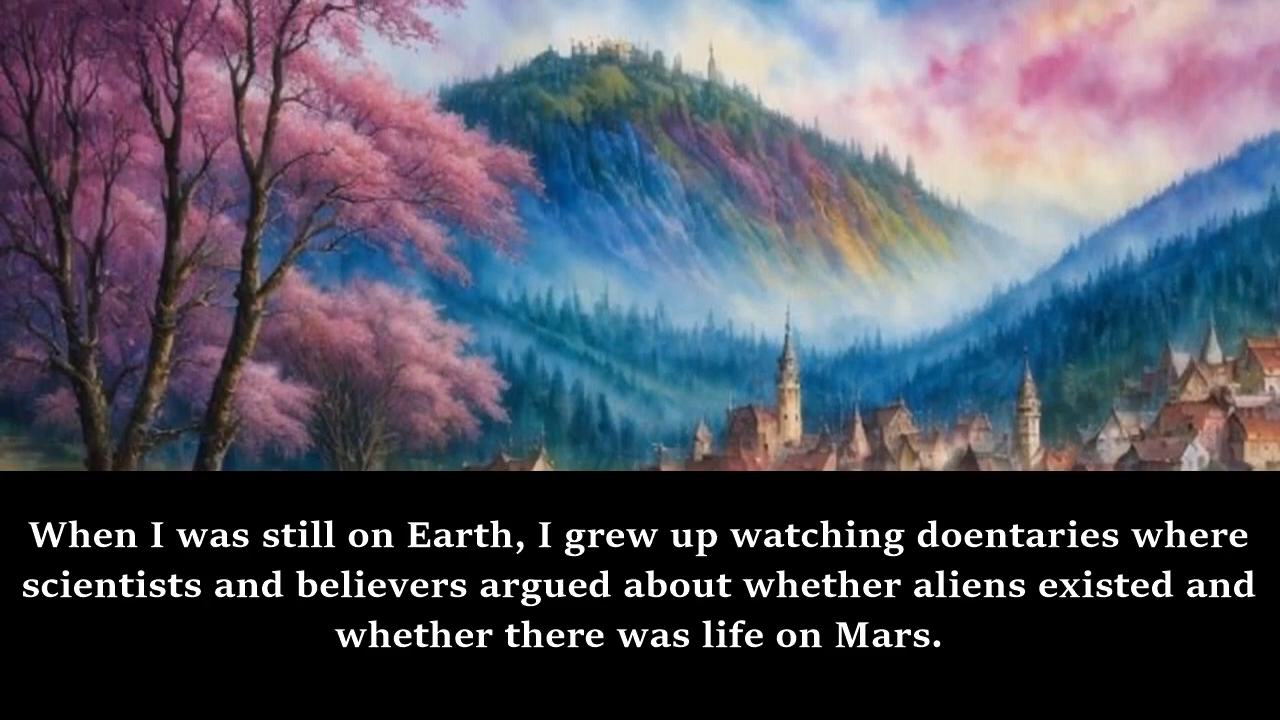 When I was still on Earth, I grew up watching doentaries where
scientists and believers argued about whether aliens existed and
whether there was life on Mars.